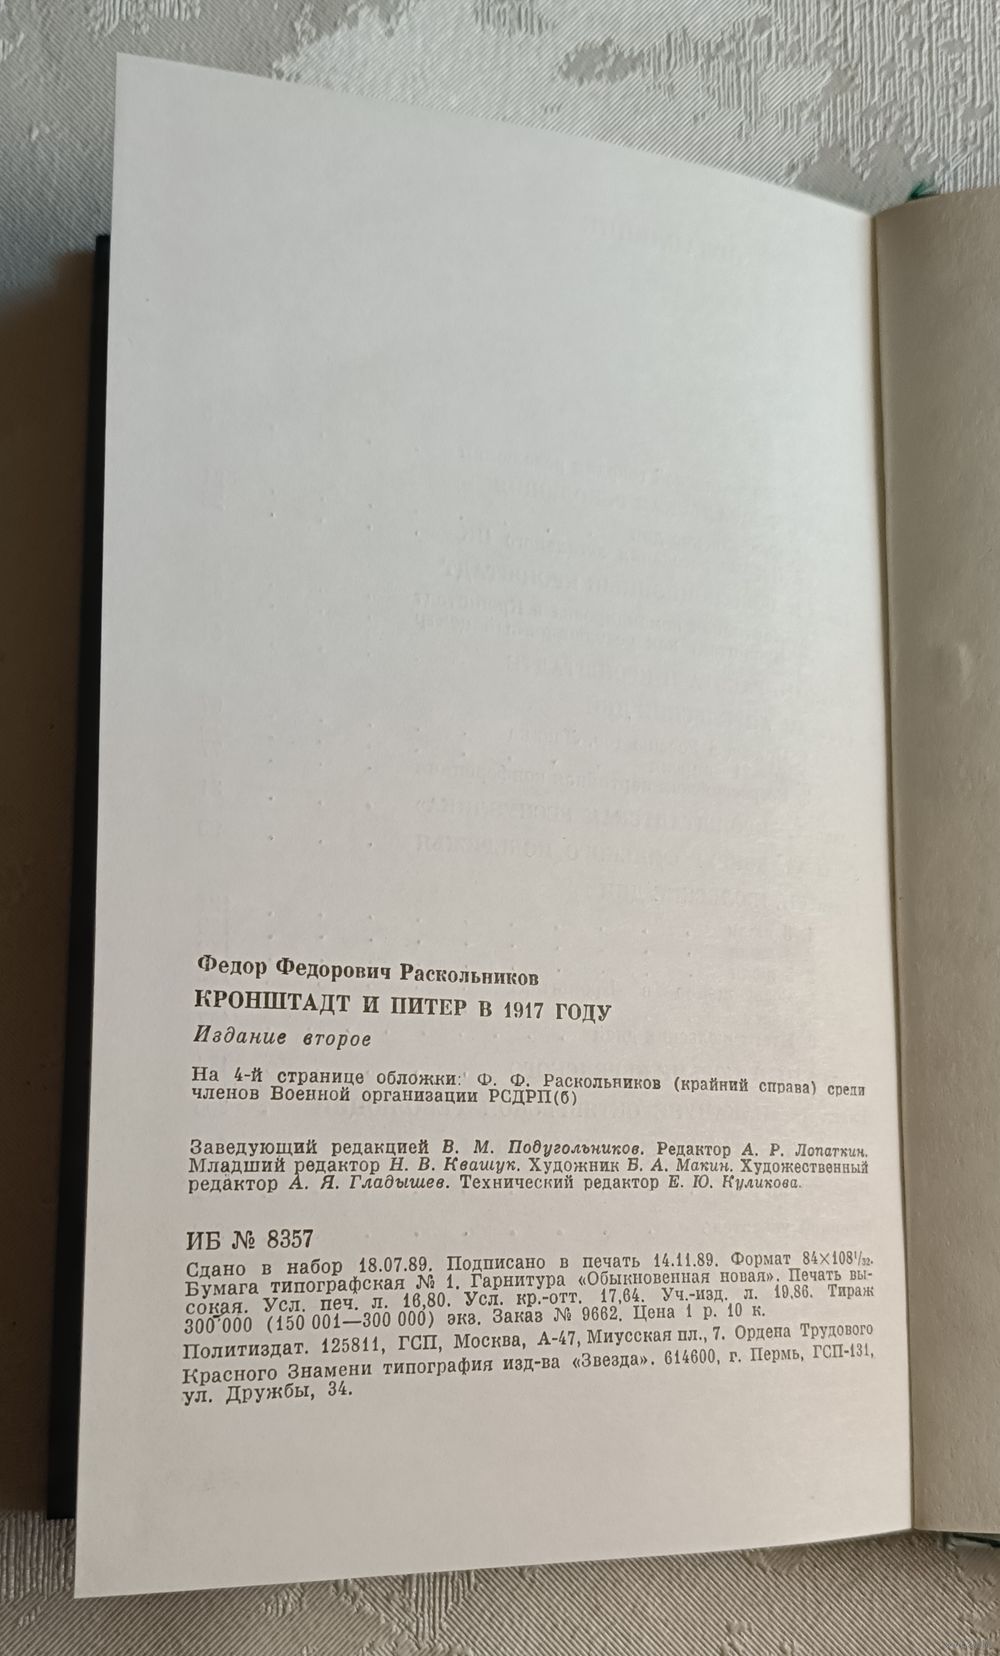 Федор Федорович Раскольников
КРОНШТАДТ И ПИТЕР В 1917 ГОДУ
Издание второе
На 4-й странице обложки: Ф. Ф. Раскольников (крайний справа) среди
членов Военной организации РСДРП(б)
Заведующий редакцией В. М. Подугольников. Редактор А. Р. Лопаткин.
Младший редактор Н. В. Квашук. Художник Б. А. Макин. Художественный
редактор А. Я. Гладышев. Технический редактор Е. Ю. Куликова.
ИБ № 8357
Сдано в набор 18.07.89. Подписано в печать 14.11.89. Формат 84×108¹/₃₂.
Бумага типографская № 1. Гарнитура «Обыкновенная новая». Печать вы-
сокая. Усл. печ. л. 16,80. Усл. кр.-отт. 17,64. Уч.-изд. л. 19,86. Тираж
300 000 (150 001—300 000) экз. Заказ № 9662. Цена 1 р. 10 к.
Политиздат. 125811, ГСП, Москва, А-47, Миусская пл., 7. Ордена Трудового
Красного Знамени типография изд-ва «Звезда». 614600, г. Пермь, ГСП-131,
ул. Дружбы, 34.